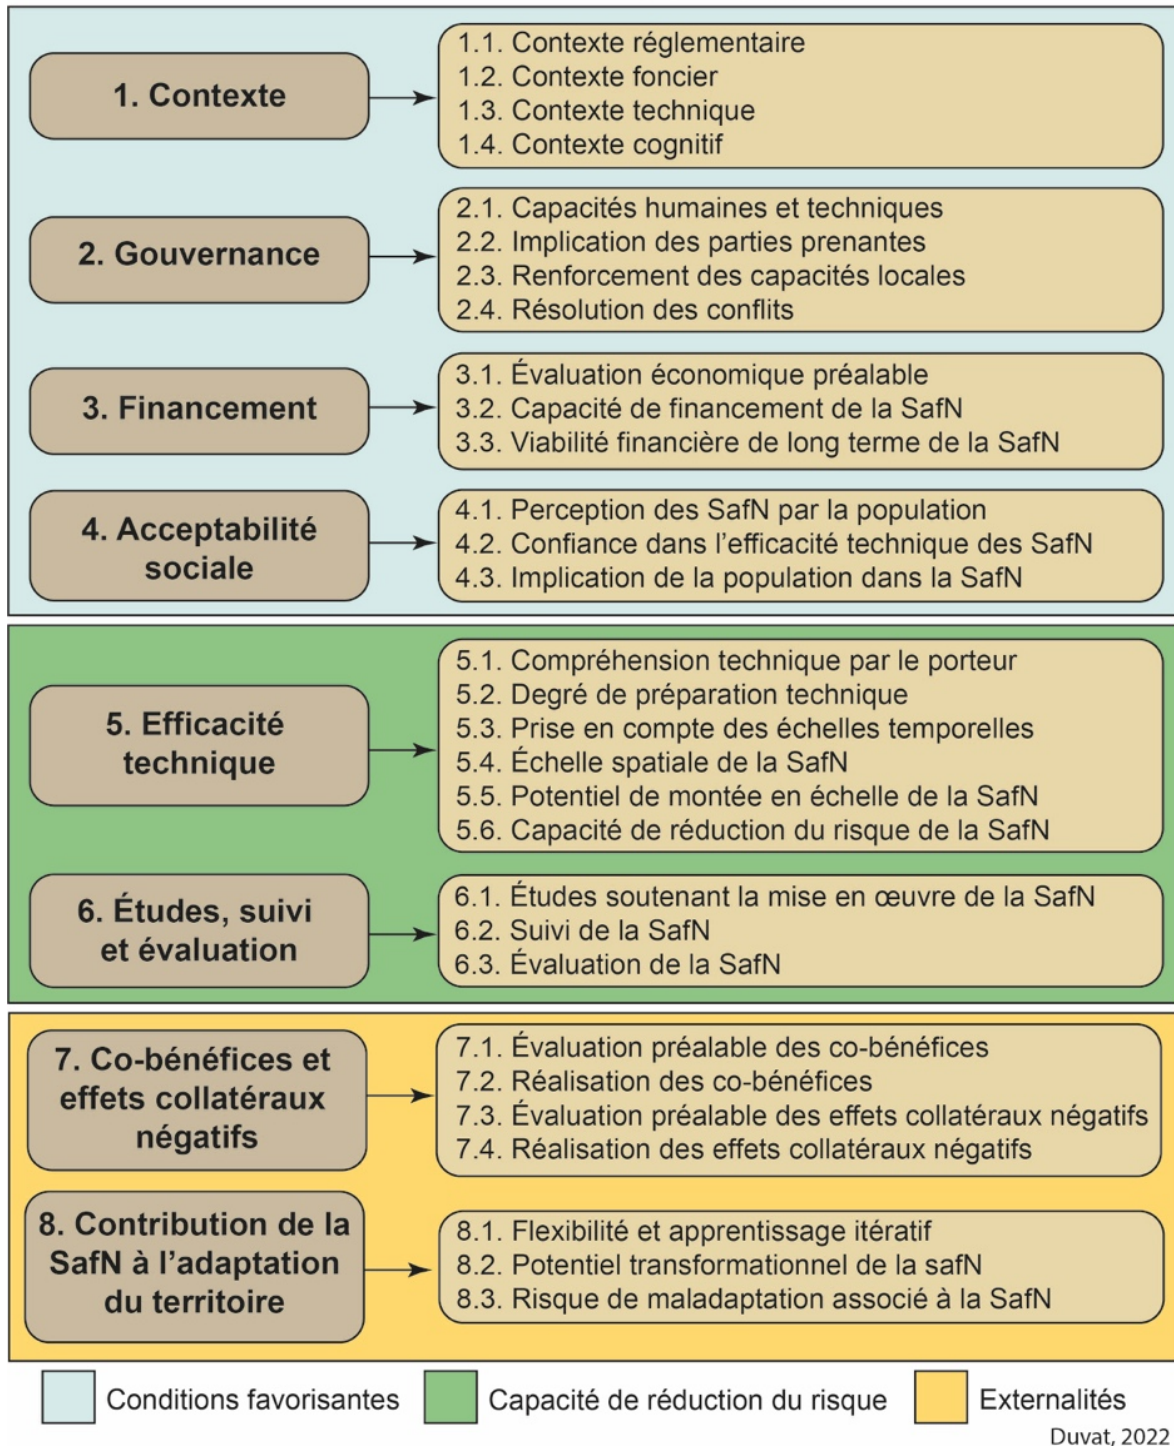 1. Contexte
1.1. Contexte réglementaire
1.2. Contexte foncier
1.3. Contexte technique
1.4. Contexte cognitif
2. Gouvernance
2.1. Capacités humaines et techniques
2.2. Implication des parties prenantes
2.3. Renforcement des capacités locales
2.4. Résolution des conflits
3. Financement
3.1. Évaluation économique préalable
3.2. Capacité de financement de la SafN
3.3. Viabilité financière de long terme de la SafN
4. Acceptabilité
sociale
4.1. Perception des SafN par la population
4.2. Confiance dans l'efficacité technique des SafN
4.3. Implication de la population dans la SafN
5. Efficacité
technique
5.1. Compréhension technique par le porteur
5.2. Degré de préparation technique
5.3. Prise en compte des échelles temporelles
5.4. Échelle spatiale de la SafN
5.5. Potentiel de montée en échelle de la SafN
5.6. Capacité de réduction du risque de la SafN
6. Études, suivi
et évaluation
6.1. Études soutenant la mise en œuvre de la SafN
6.2. Suivi de la SafN
6.3. Évaluation de la SafN
7. Co-bénéfices et
effets collatéraux
négatifs
7.1. Évaluation préalable des co-bénéfices
7.2. Réalisation des co-bénéfices
7.3. Évaluation préalable des effets collatéraux négatifs
7.4. Réalisation des effets collatéraux négatifs
8. Contribution de la
SafN à l'adaptation
du territoire
8.1. Flexibilité et apprentissage itératif
8.2. Potentiel transformationnel de la safN
8.3. Risque de maladaptation associé à la SafN
Conditions favorisantes
Capacité de réduction du risque
Externalités
Duvat, 2022